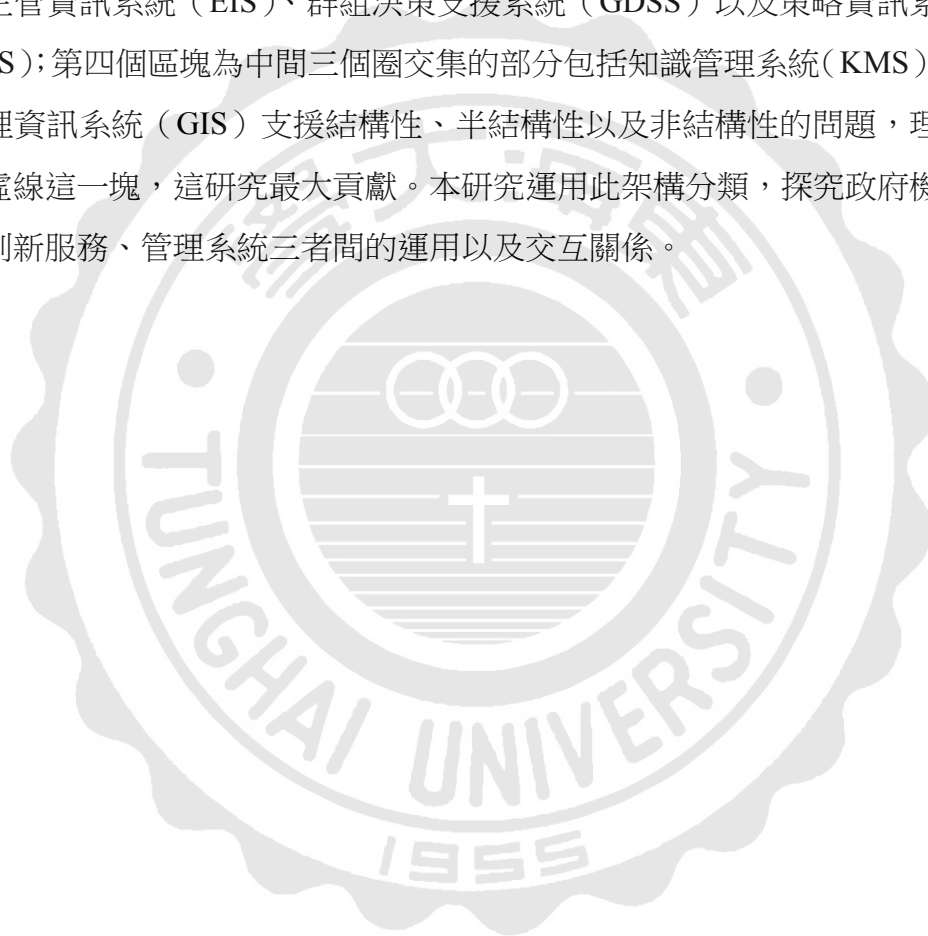 主管資訊系統（EIS）、群組決策支援系統（GDSS）以及策略資訊系
S）；第四個區塊為中間三個圈交集的部分包括知識管理系統（KMS）
理資訊系統（GIS）支援結構性、半結構性以及非結構性的問題，理
虛線這一塊，這研究最大貢獻。本研究運用此架構分類，探究政府機
創新服務、管理系統三者間的運用以及交互關係。
學大海東
TUNGHAI UNIVERSITY
1955